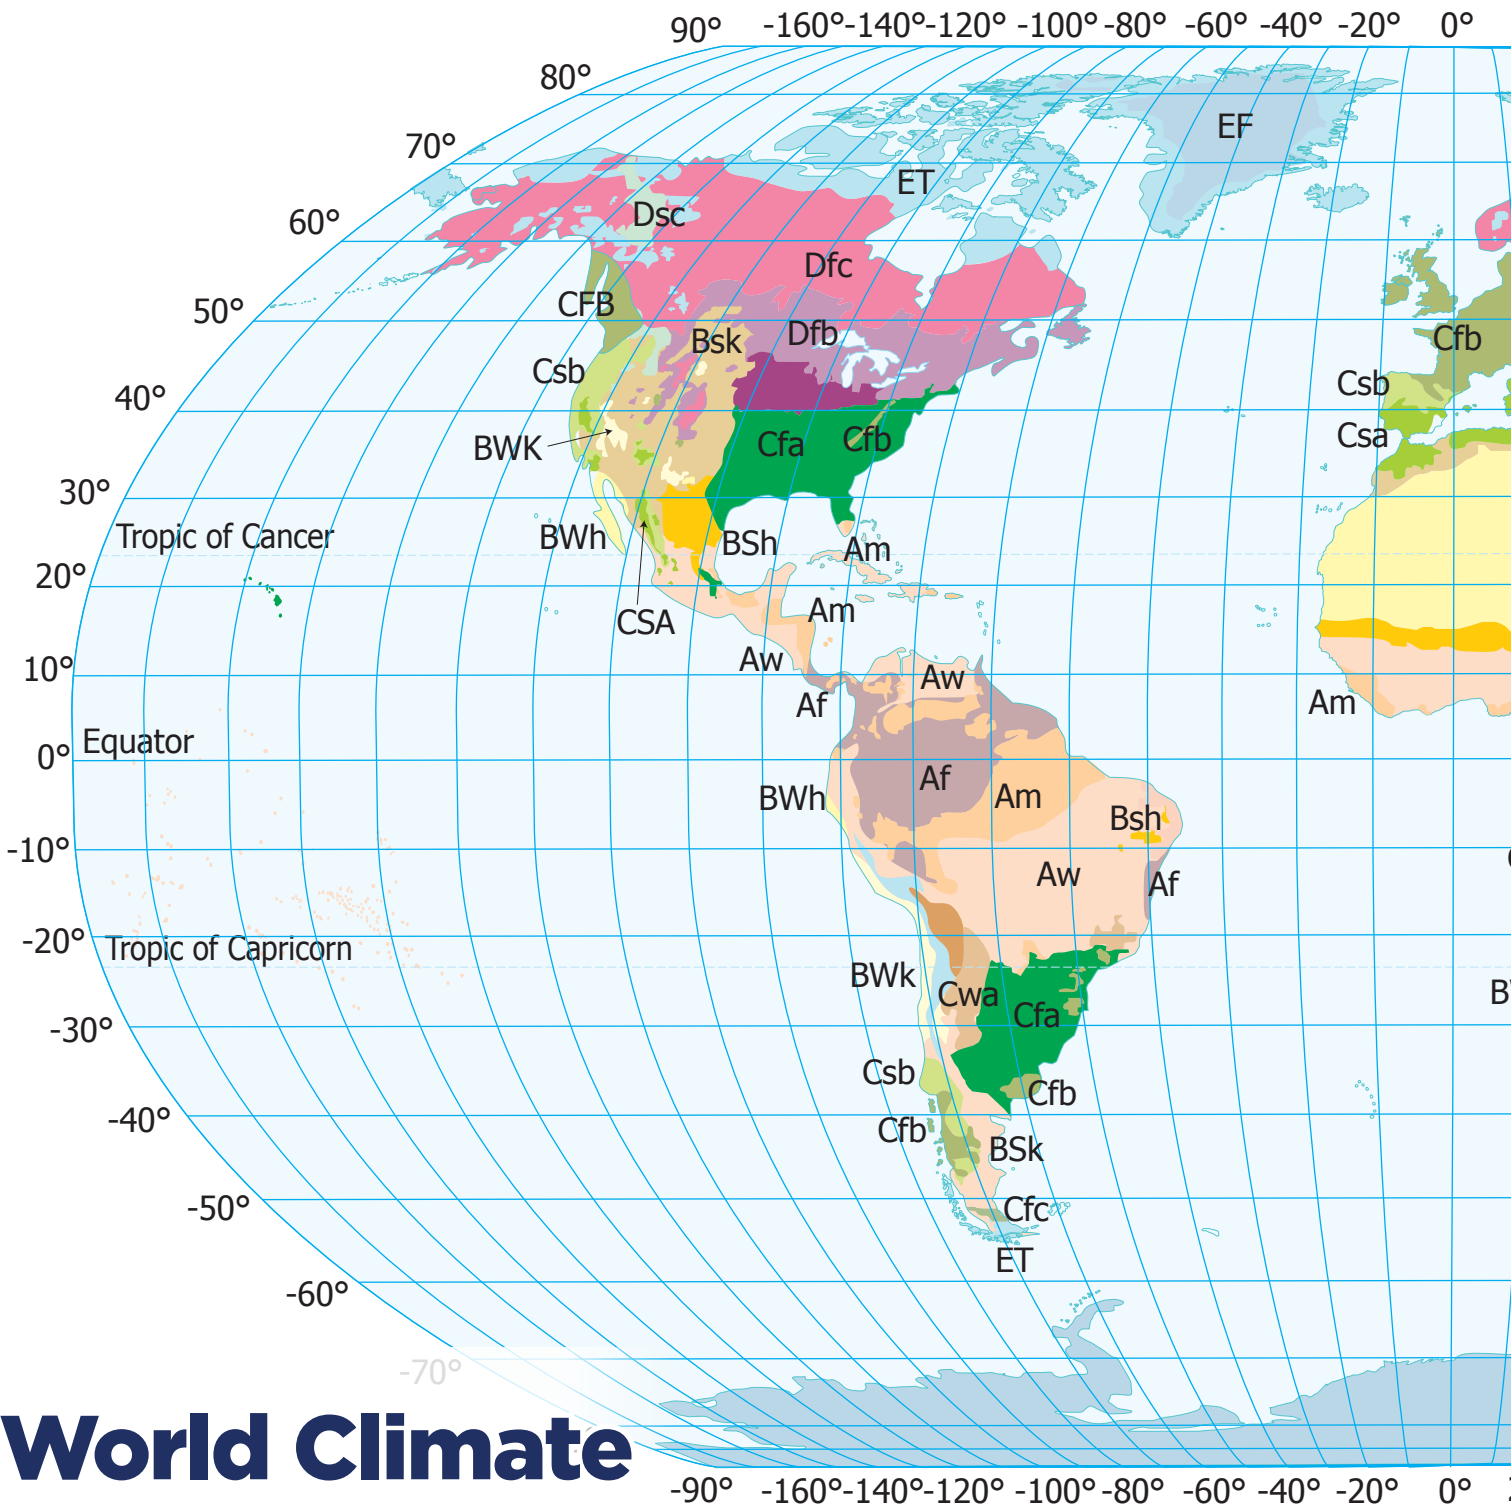 90° -160° -140° -120° -100° -80° -60° -40° -20° 0°
80°
EF
70°
ET
Dsc
60°
Dfc
50°
CFB
Dfb
Bsk
Cfb
Csb
Csb
40°
Csa
Cfa
Cfb
BWK
30°
Tropic of Cancer
BWh
BSh
Am
20°
CSA
Am
Aw
10°
Aw
Af
Am
Equator
0°
Af
Am
BWh
Bsh
-10°
Aw
Af
-20°
Tropic of Capricorn
BWk
Cwa
B
Cfa
-30°
Csb
Cfb
-40°
Cfb
BSk
-50°
Cfc
ET
-60°
-70°
World Climate
-90° -160° -140° -120° -100° -80° -60° -40° -20° 0°